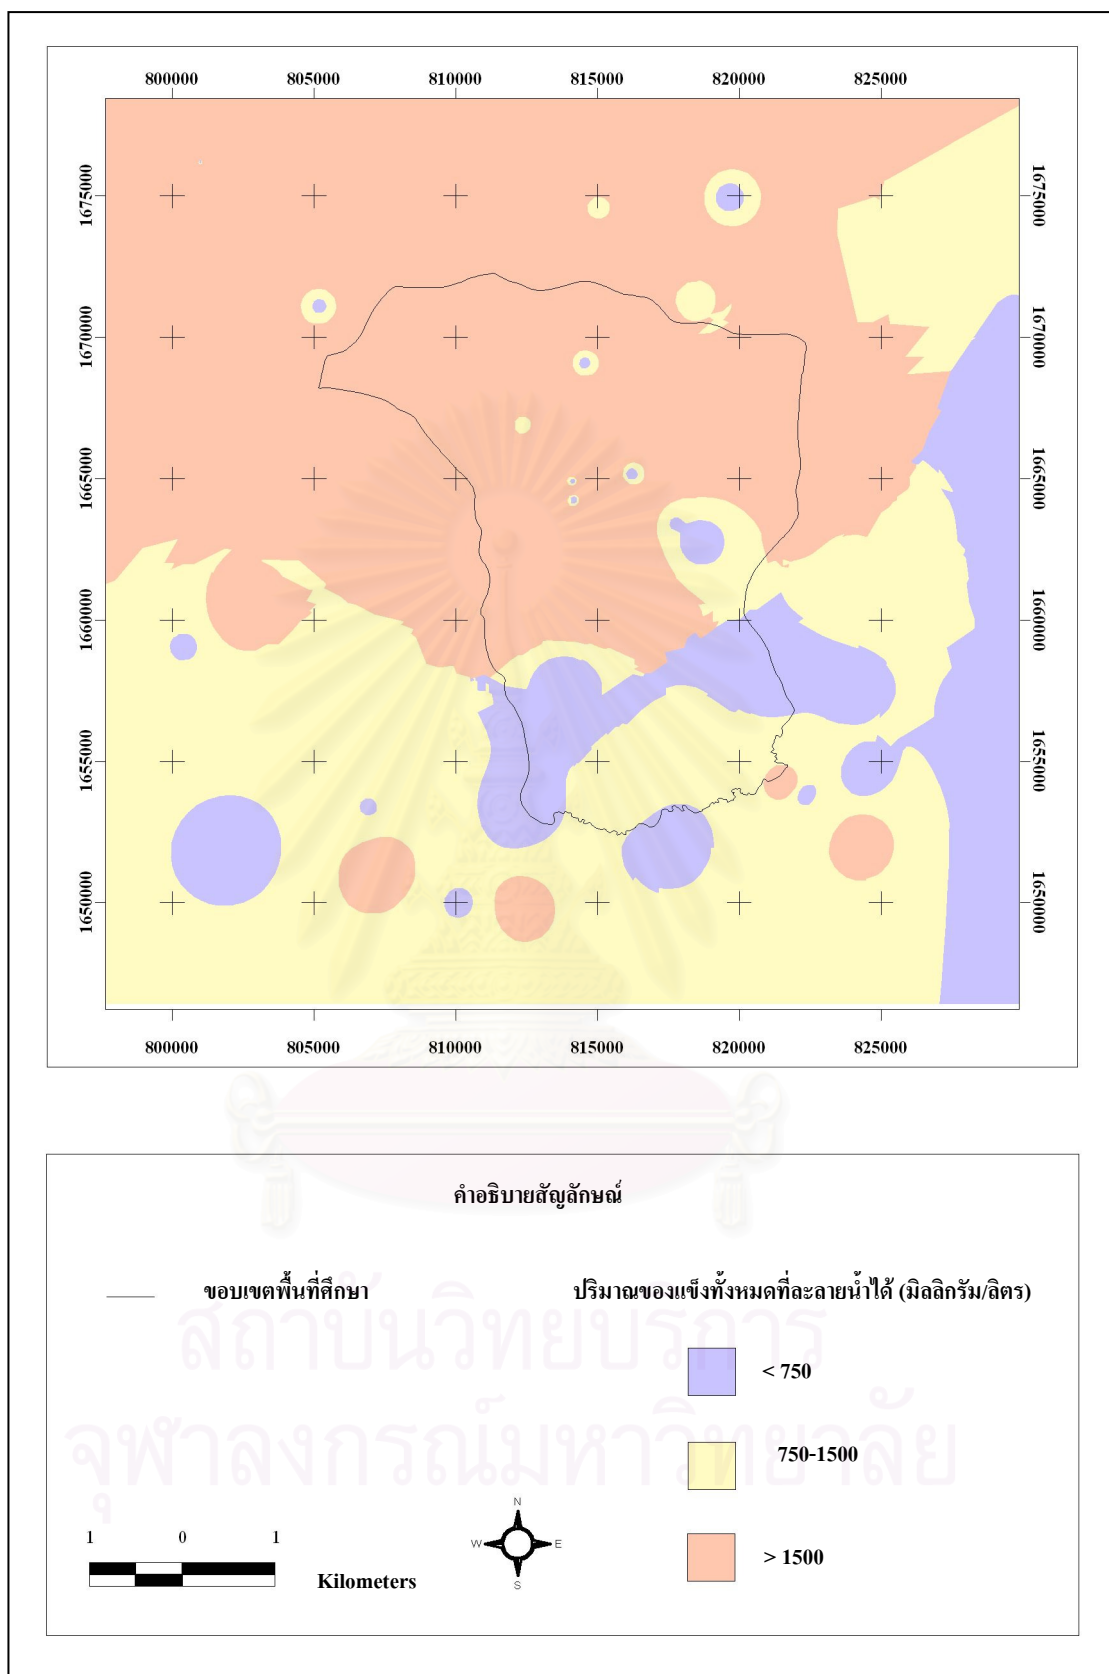 800000 805000 810000 815000 820000 825000
1675000 1675000
1670000 1670000
1665000 1665000
1660000 1660000
1655000 1655000
1650000 1650000
800000 805000 810000 815000 820000 825000
คำอธิบายสัญลักษณ์
ขอบเขตพื้นที่ศึกษา
ปริมาณของแข็งทั้งหมดที่ละลายน้ำได้ (มิลลิกรัม/ลิตร)
สถาบันวิทยบริการ
< 750
จุฬาลงกรณ์มหาวิทยาลัย
750-1500
N
W E
S
1 0 1
Kilometers
> 1500